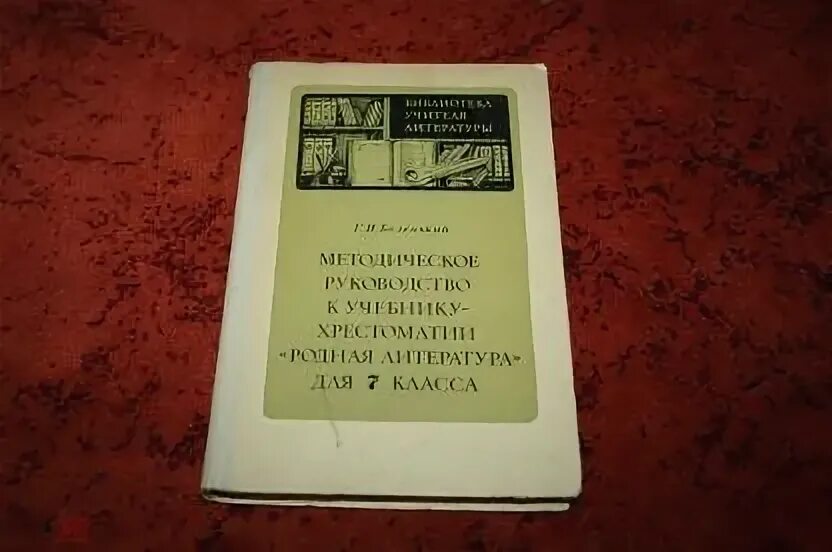 БИБЛИОТЕКА
УЧИТЕЛЯ
ЛИТЕРАТУРЫ
МЕТОДИЧЕСКОЕ
РУКОВОДСТВО
К УЧЕБНИКУ-
ХРЕСТОМАТИИ
«РОДНАЯ ЛИТЕРАТУРА»
ДЛЯ 7 КЛАССА